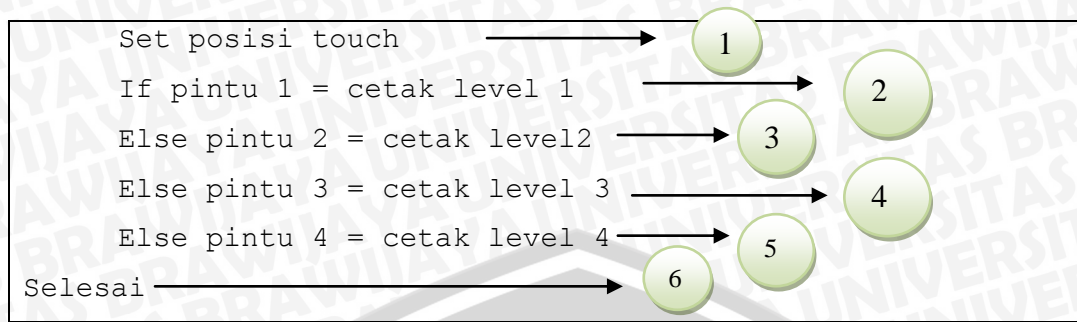 Set posisi touch 1
If pintu 1 = cetak level 1 2
Else pintu 2 = cetak level2 3
Else pintu 3 = cetak level 3 4
Else pintu 4 = cetak level 4 5
Selesai 6